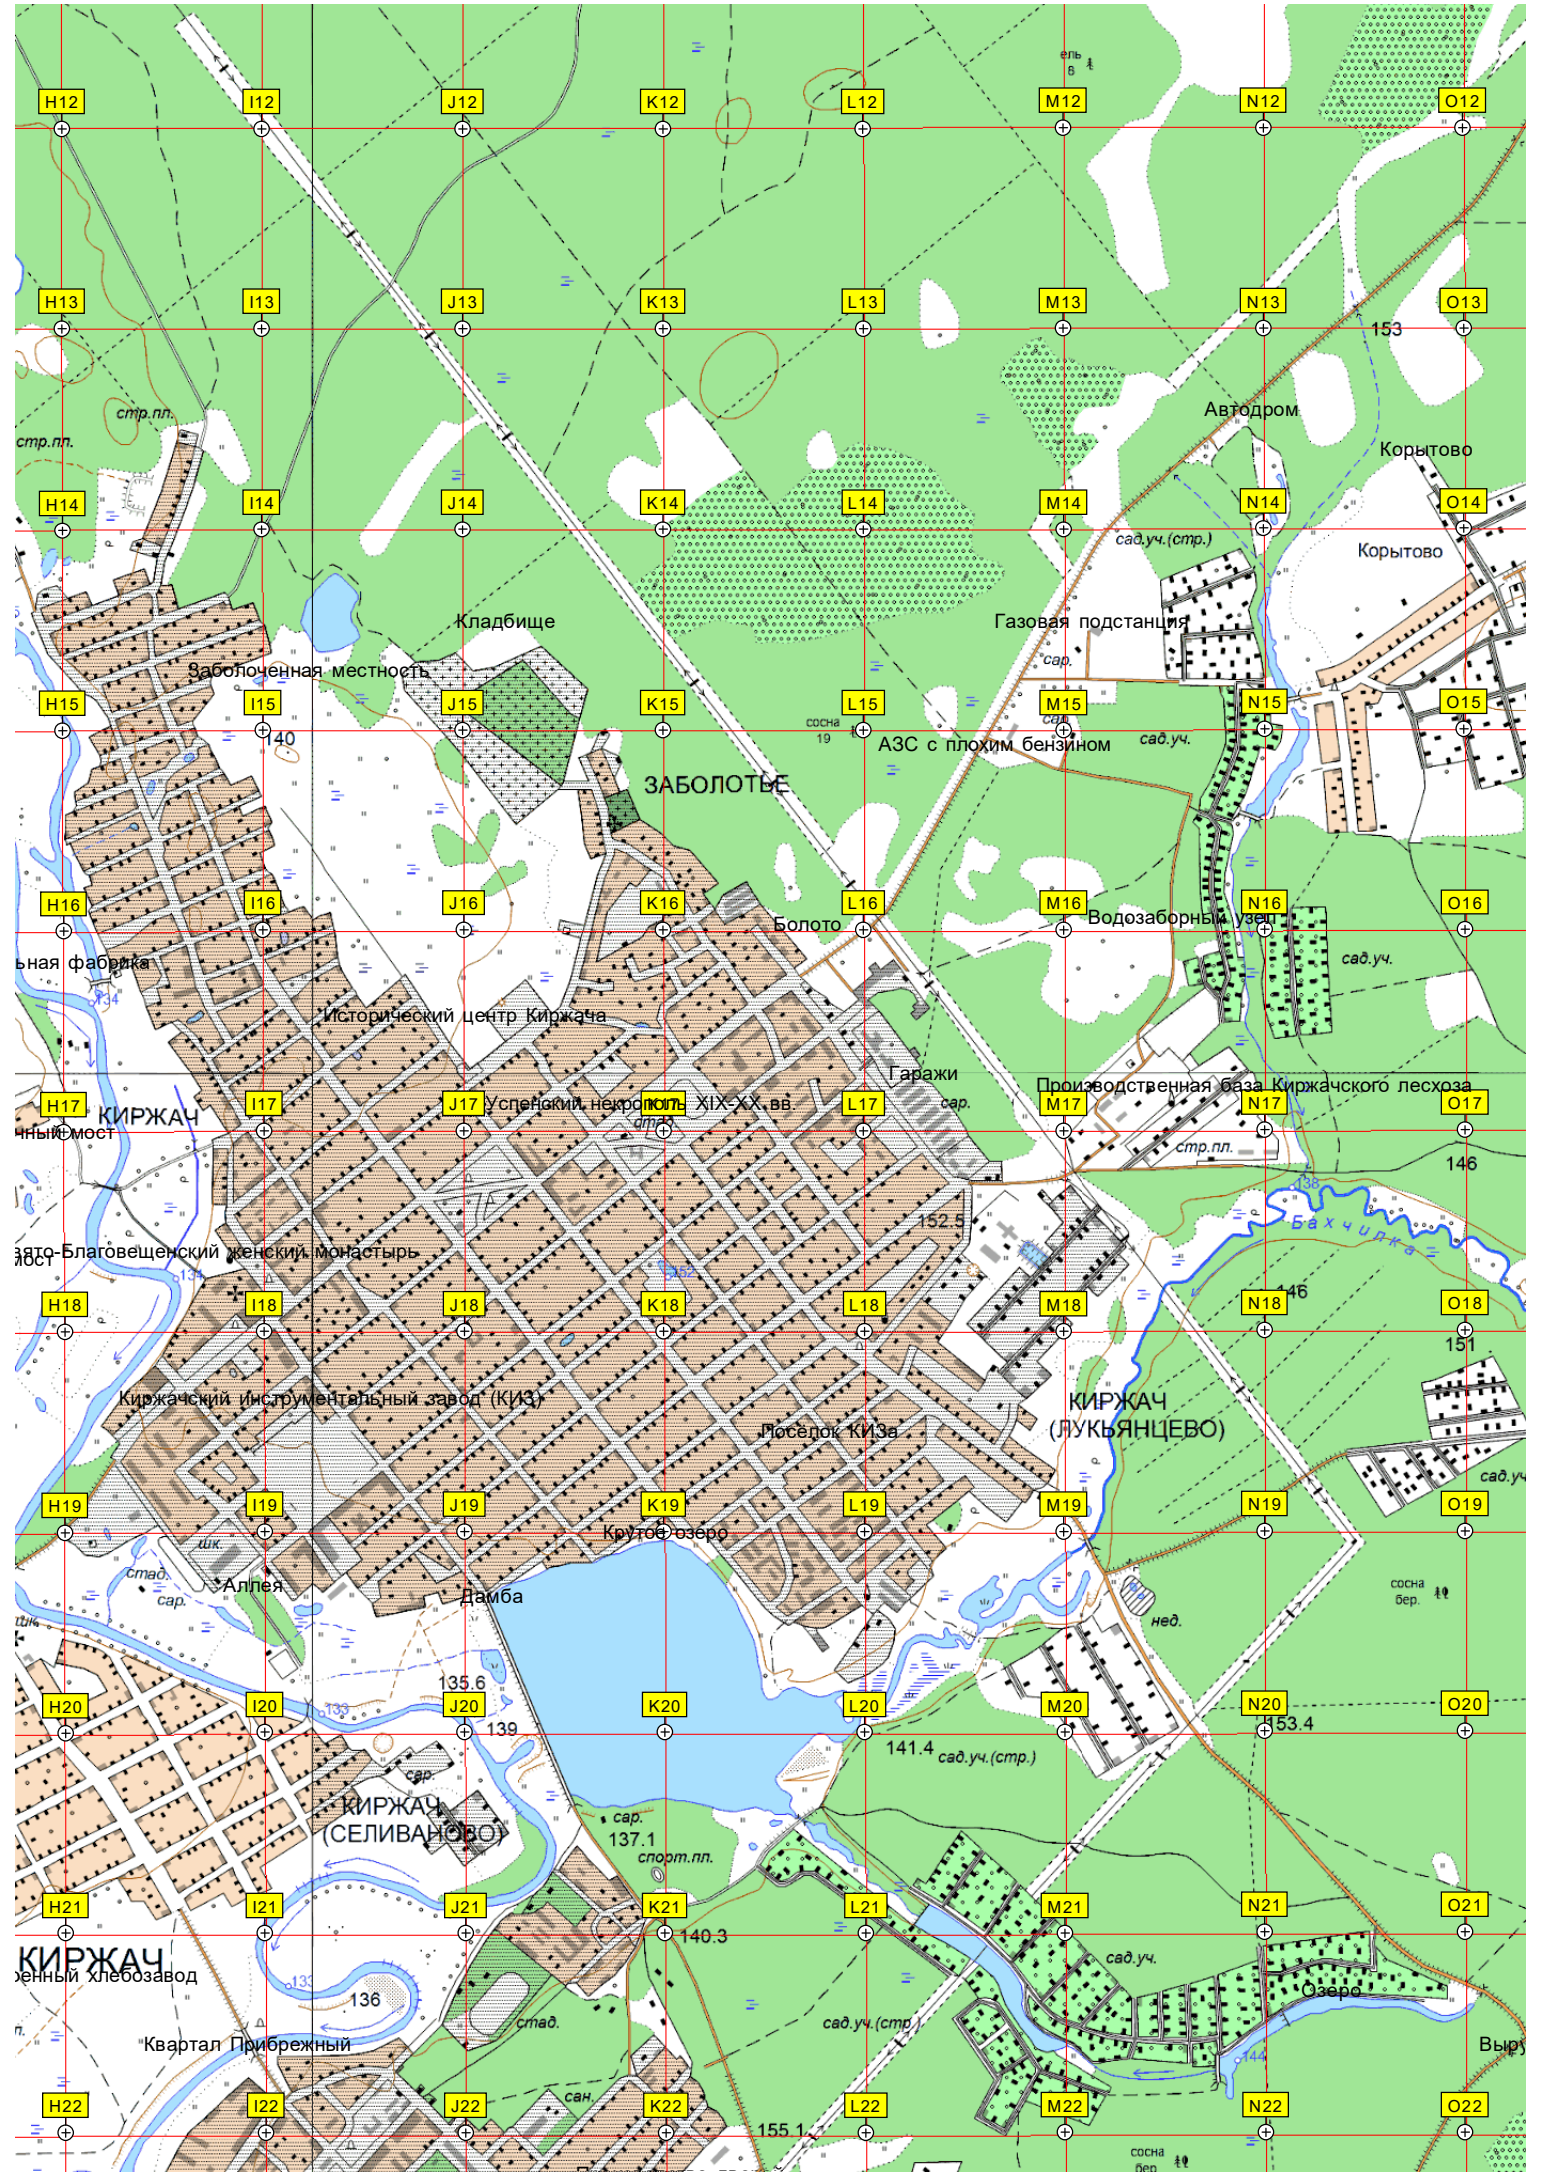 ель
8
H12 I12 J12 K12 L12 M12 N12 O12
H13 I13 J13 K13 L13 M13 N13 O13
153
стр.пл.
Автодром
стр.пл.
Корытово
H14 I14 J14 K14 L14 M14 N14 O14
сад.уч.(стр.)
Корытово
Кладбище
Газовая подстанция
сар.
Заболоченная местность
H15 I15 J15 K15 L15 M15 N15 O15
сосна
19
сар.
140
АЗС с плохим бензином
сад.уч.
ЗАБОЛОТЬЕ
H16 I16 J16 K16 L16 M16 N16 O16
Болото
Водозаборный узел
ьная фабрика
сад.уч.
134
Исторический центр Киржача
Гаражи
Производственная база Киржачского лесхоза
H17 I17 J17 K17 L17 M17 N17 O17
КИРЖАЧ
Успенский некрополь XIX-XX вв.
сар.
стад.
чный мост
стр.пл.
146
138
152.5
Бахчилка
вято-Благовещенский женский монастырь
мост
134
152
146
H18 I18 J18 K18 L18 M18 N18 O18
151
Киржачский инструментальный завод (КИЗ)
КИРЖАЧ
(ЛУКЬЯНЦЕВО)
Поселок КИЗа
сад.уч
H19 I19 J19 K19 L19 M19 N19 O19
Крутое озеро
шк.
стад.
Аллея
сар.
Дамба
сосна
бер.
шк.
нед.
135.6
H20 I20 J20 K20 L20 M20 N20 O20
133
139
153.4
141.4
сад.уч.(стр.)
сар.
КИРЖАЧ
(СЕЛИВАНОВО)
сар.
137.1
спорт.пл.
H21 I21 J21 K21 L21 M21 N21 O21
140.3
КИРЖАЧ
сад.уч.
ренный хлебозавод
133
Озеро
136
стад.
сад.уч.(стр.)
п.
Квартал Прибрежный
Выру
144
сан.
H22 I22 J22 K22 L22 M22 N22 O22
155.1
сосна
бер.